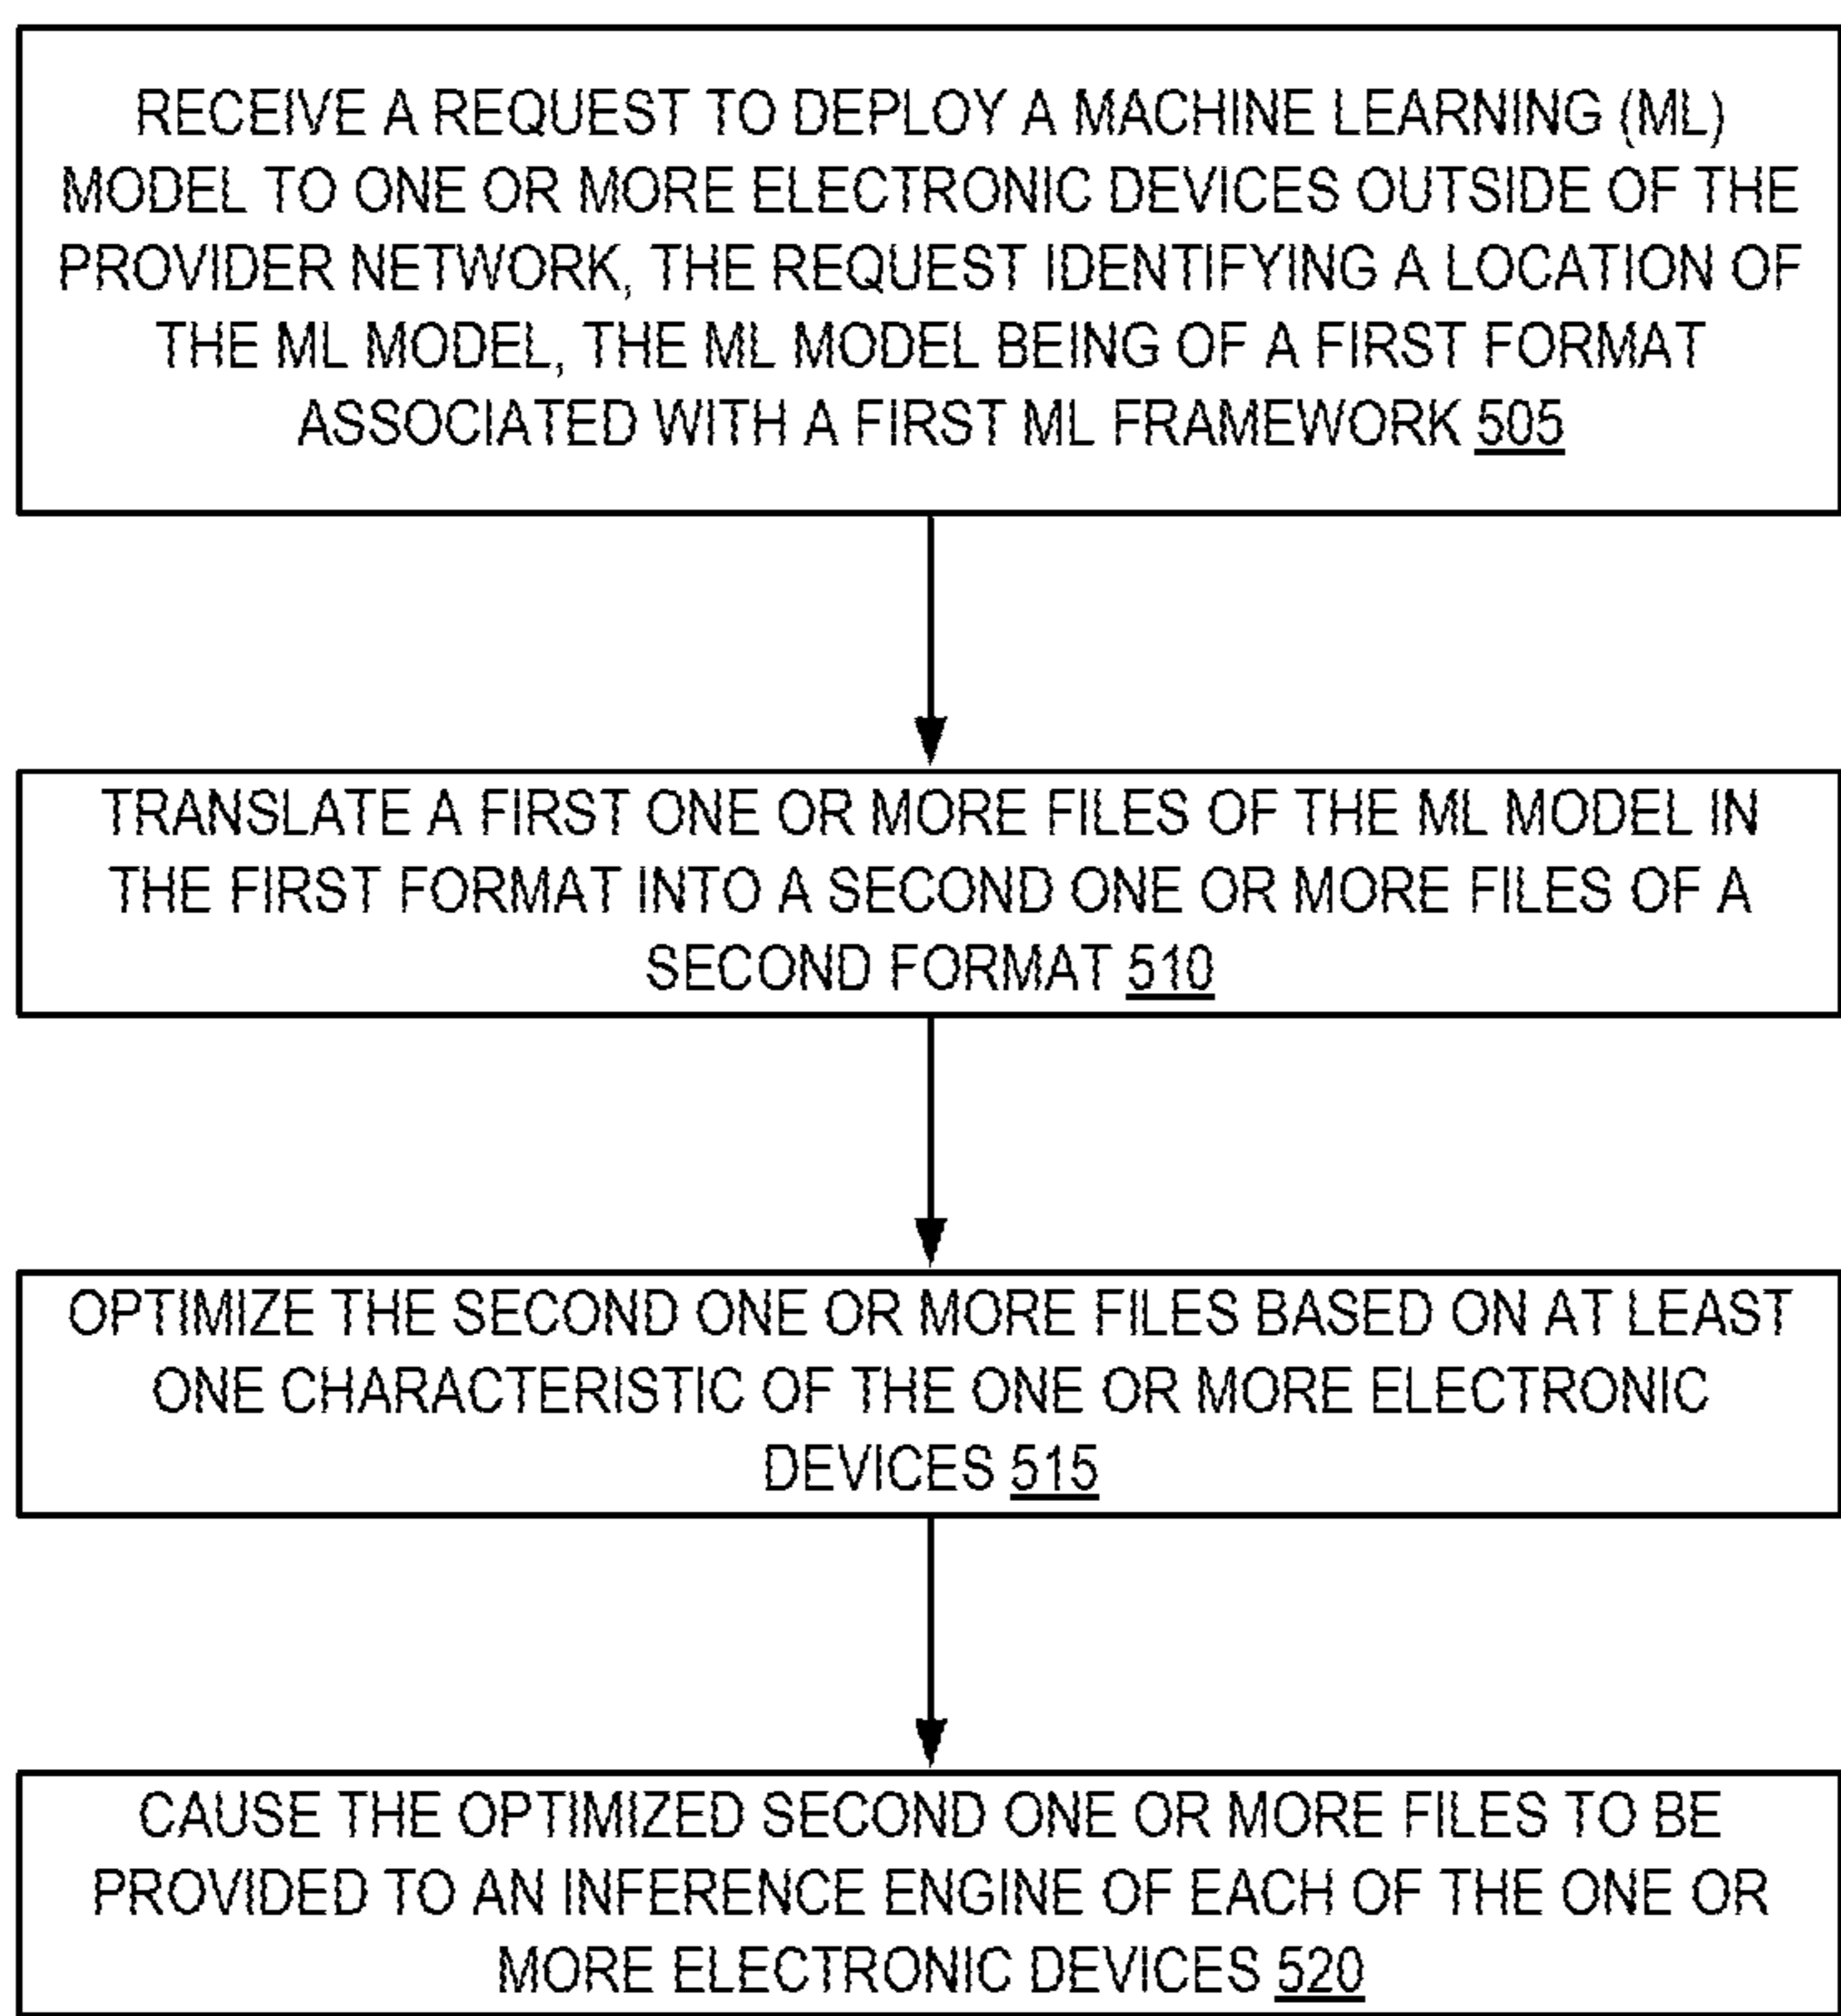 RECEIVE A REQUEST TO DEPLOY A MACHINE LEARNING (ML)
MODEL TO ONE OR MORE ELECTRONIC DEVICES OUTSIDE OF THE
PROVIDER NETWORK, THE REQUEST IDENTIFYING A LOCATION OF
THE ML MODEL, THE ML MODEL BEING OF A FIRST FORMAT
ASSOCIATED WITH A FIRST ML FRAMEWORK 505
TRANSLATE A FIRST ONE OR MORE FILES OF THE ML MODEL IN
THE FIRST FORMAT INTO A SECOND ONE OR MORE FILES OF A
SECOND FORMAT 510
OPTIMIZE THE SECOND ONE OR MORE FILES BASED ON AT LEAST
ONE CHARACTERISTIC OF THE ONE OR MORE ELECTRONIC
DEVICES 515
CAUSE THE OPTIMIZED SECOND ONE OR MORE FILES TO BE
PROVIDED TO AN INFERENCE ENGINE OF EACH OF THE ONE OR
MORE ELECTRONIC DEVICES 520